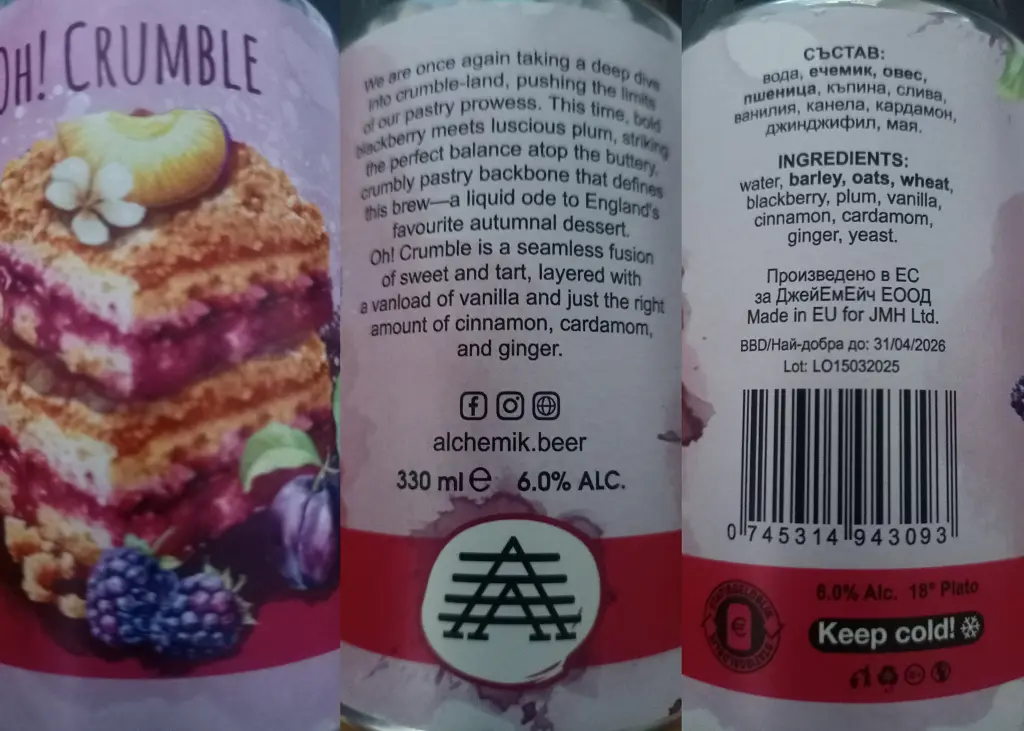 OH! CRUMBLE
We are once again taking a deep dive
into crumble-land, pushing the limits
of our pastry prowess. This time, bold
blackberry meets luscious plum, striking
the perfect balance atop the buttery,
crumbly pastry backbone that defines
this brew—a liquid ode to England's
favourite autumnal dessert.
Oh! Crumble is a seamless fusion
of sweet and tart, layered with
a vanload of vanilla and just the right
amount of cinnamon, cardamom,
and ginger.
alchemik.beer
330 ml e 6.0% ALC.
СЪСТАВ:
вода, ечемик, овес,
пшеница, къпина, слива,
ванилия, канела, кардамон,
джинджифил, мая.
INGREDIENTS:
water, barley, oats, wheat,
blackberry, plum, vanilla,
cinnamon, cardamom,
ginger, yeast.
Произведено в ЕС
за ДжейЕмЕйч ЕООД
Made in EU for JMH Ltd.
BBD/Най-добра до: 31/04/2026
Lot: LO15032025
0 745314 943093
6.0% Alc. 18° Plato
Keep cold!